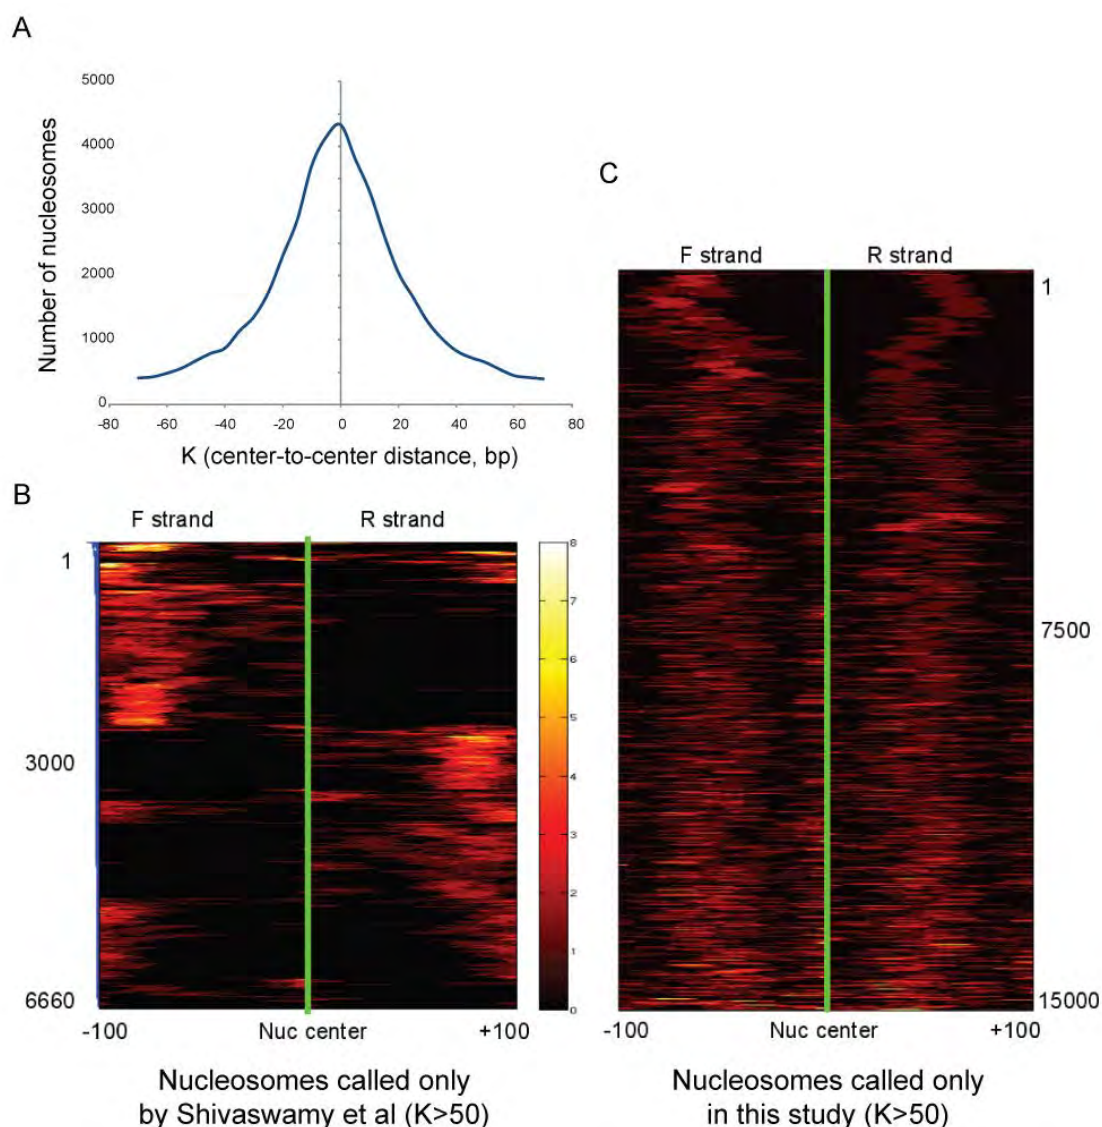 A
5000
4000
3000
2000
1000
0
Number of nucleosomes
-80 -60 -40 -20 0 20 40 60 80
K (center-to-center distance, bp)
B
F strand R strand
1
3000
6660
8
7
6
5
4
3
2
1
0
-100 Nuc center +100
Nucleosomes called only
by Shivaswamy et al (K>50)
C
F strand R strand
1
7500
15000
-100 Nuc center +100
Nucleosomes called only
in this study (K>50)